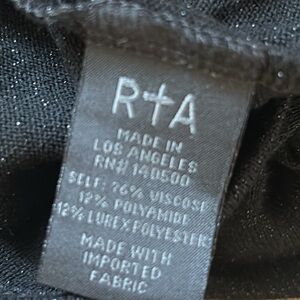 R†A
MADE IN
LOS ANGELES
RN# 140500
SELF: 76% VISCOSE
12% POLYAMIDE
12% LUREX POLYESTER
MADE WITH
IMPORTED
FABRIC